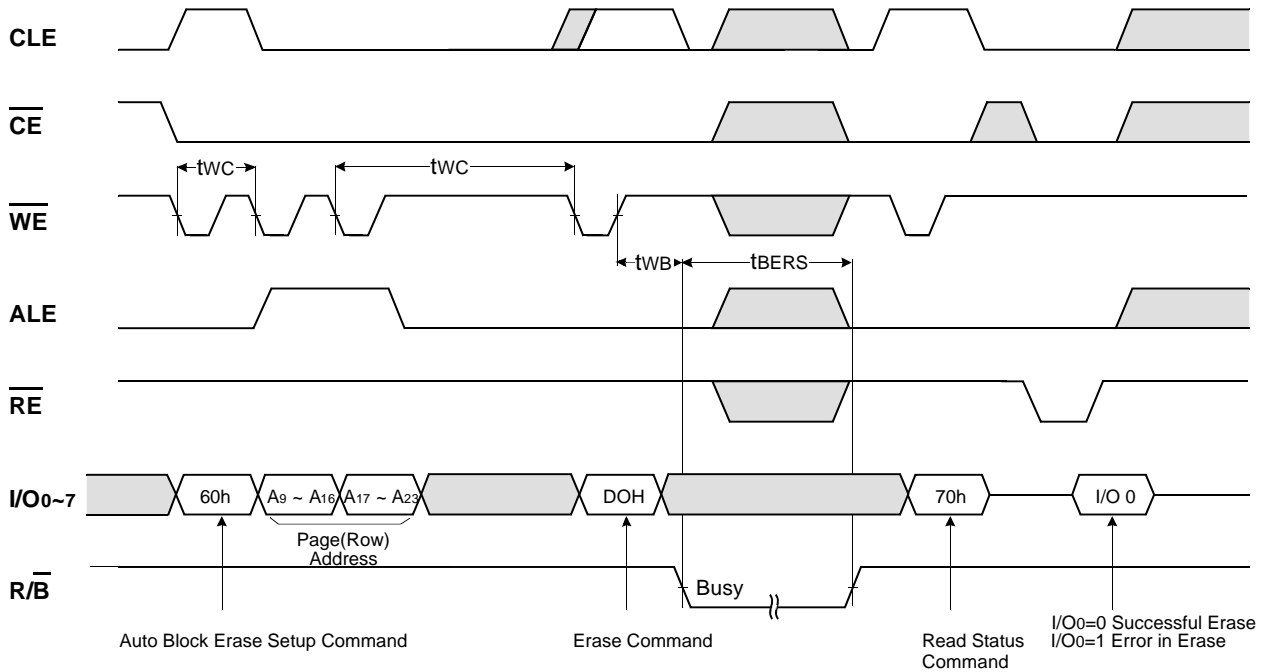 CLE
CE
tWC
tWC
WE
tWB
tBERS
ALE
RE
I/O0~7
60h
A9 ~ A16
A17 ~ A23
DOH
70h
I/O 0
Page(Row)
Address
R/B
Busy
Auto Block Erase Setup Command
Erase Command
Read Status
Command
I/O0=0 Successful Erase
I/O0=1 Error in Erase